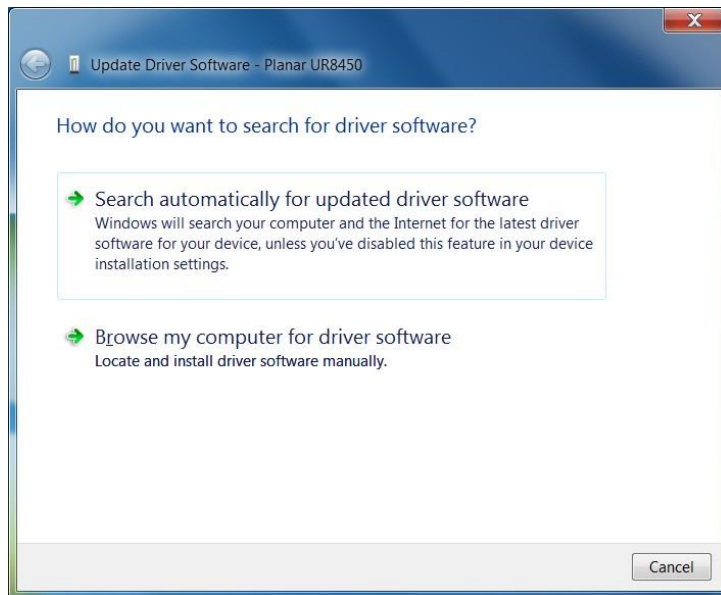 Update Driver Software - Planar UR8450
How do you want to search for driver software?
Search automatically for updated driver software
Windows will search your computer and the Internet for the latest driver
software for your device, unless you've disabled this feature in your device
installation settings.
Browse my computer for driver software
Locate and install driver software manually.
Cancel